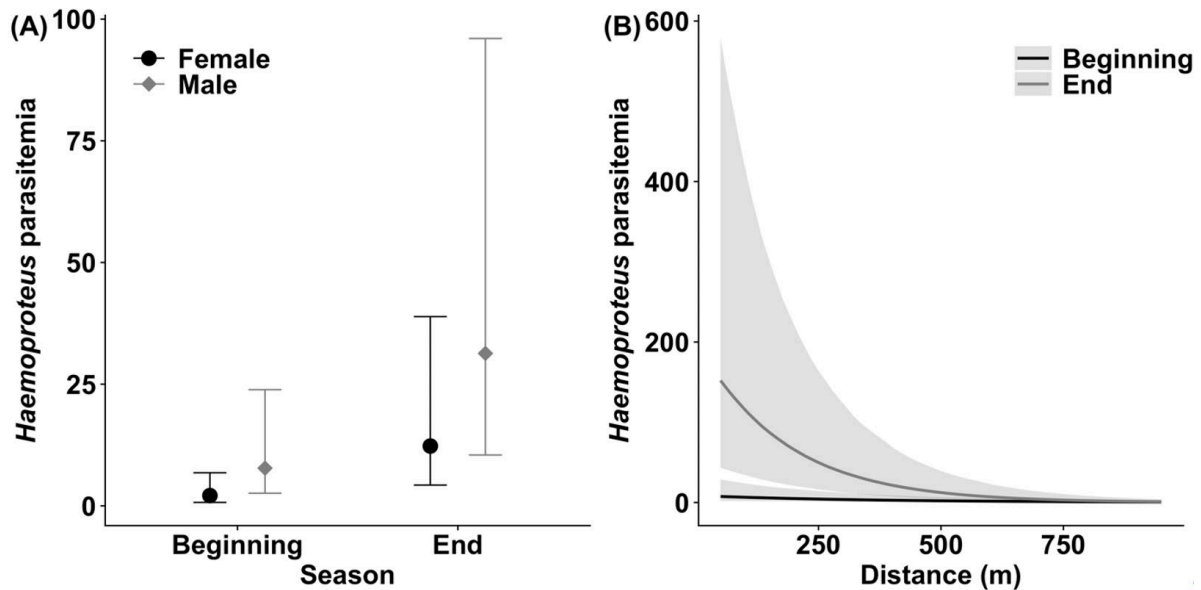 (A)
100
75
50
25
0
Haemoproteus parasitemia
Female
Male
Beginning
End
Season
(B)
600
400
200
0
Haemoproteus parasitemia
Beginning
End
250
500
750
Distance (m)